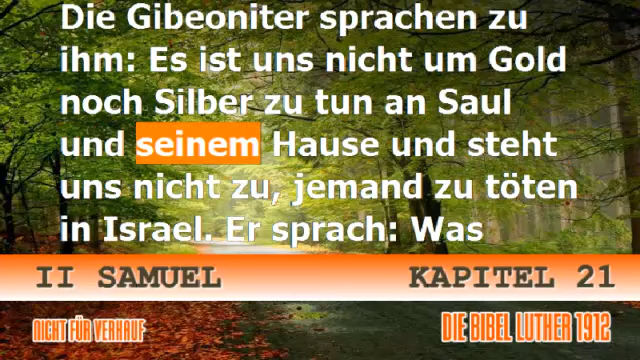 Die Gibeoniter sprachen zu
ihm: Es ist uns nicht um Gold
noch Silber zu tun an Saul
und seinem Hause und steht
uns nicht zu, jemand zu töten
in Israel. Er sprach: Was
II SAMUEL KAPITEL 21
NICHT FÜR VERKAUF DIE BIBEL LUTHER 1912